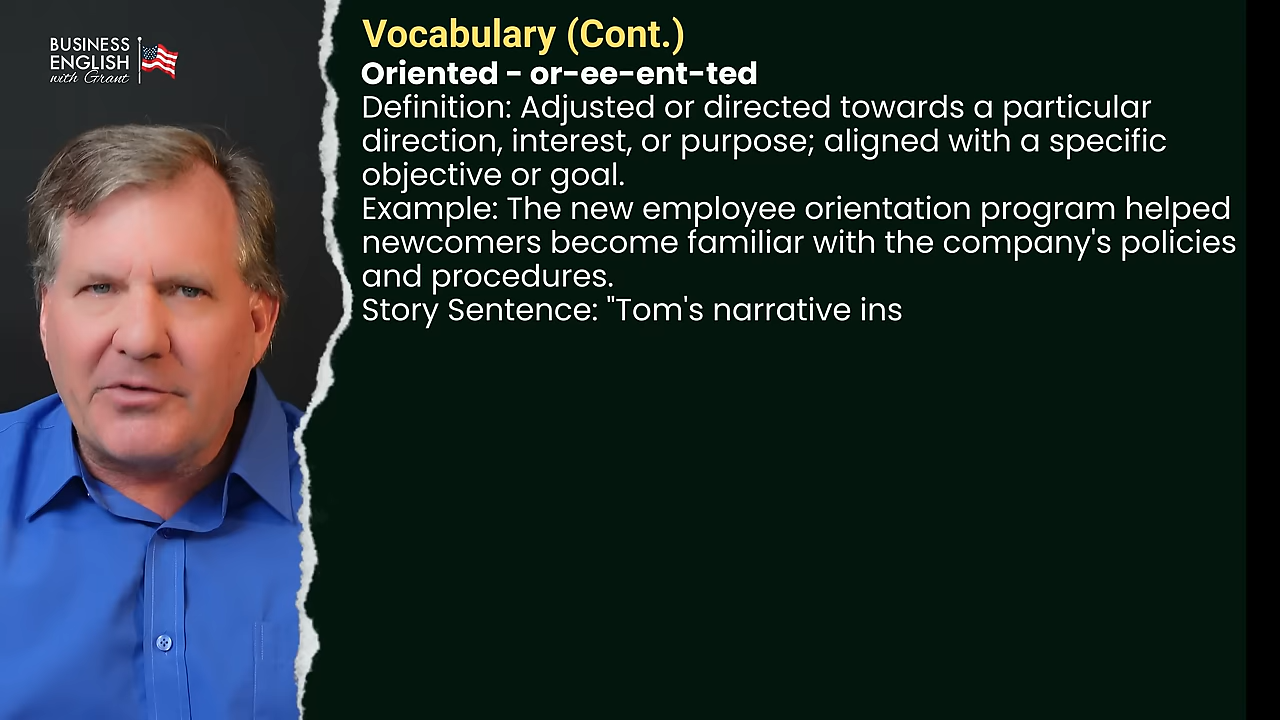 BUSINESS
ENGLISH
with Grant
Vocabulary (Cont.)
Oriented - or-ee-ent-ted
Definition: Adjusted or directed towards a particular
direction, interest, or purpose; aligned with a specific
objective or goal.
Example: The new employee orientation program helped
newcomers become familiar with the company's policies
and procedures.
Story Sentence: "Tom's narrative ins